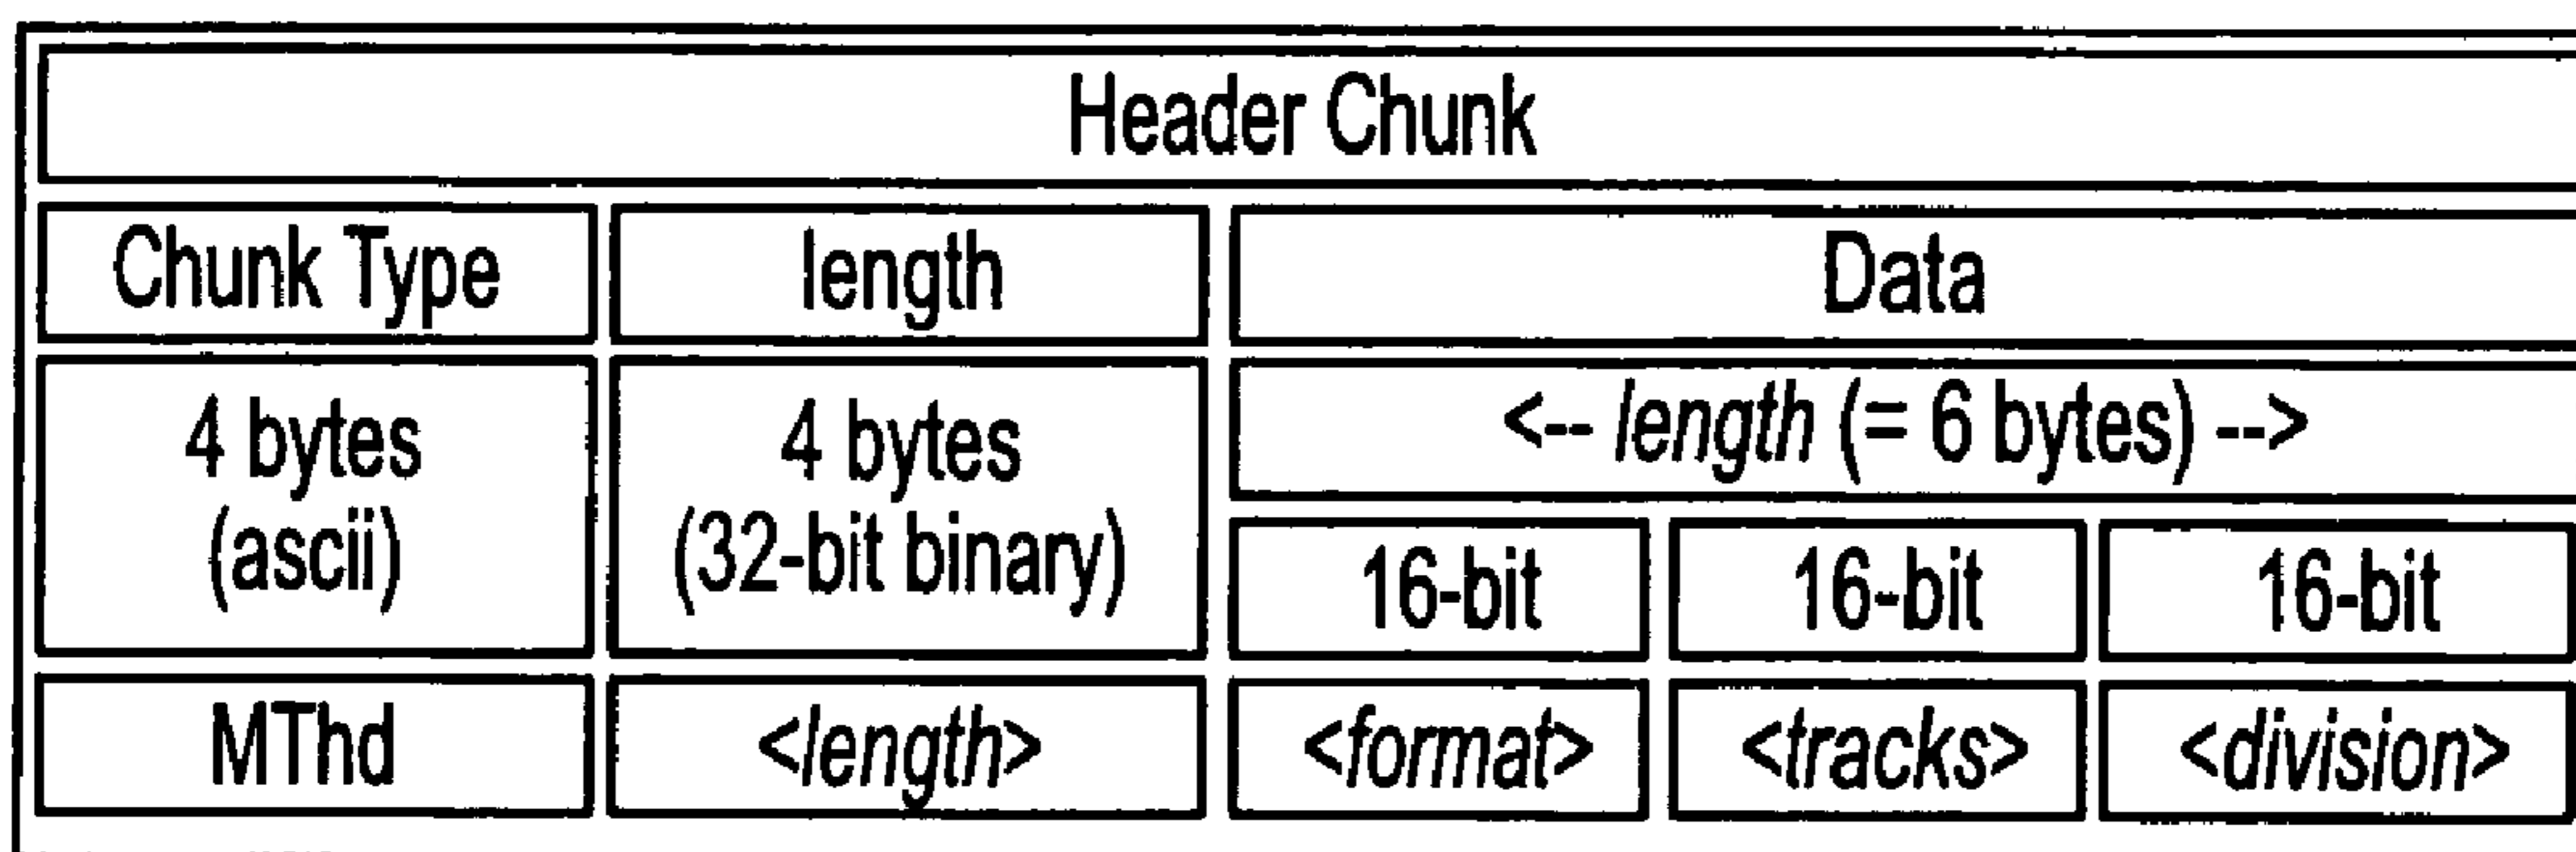 Header Chunk
Chunk Type length Data
4 bytes
(ascii)
4 bytes
(32-bit binary)
<-- length (= 6 bytes) -->
16-bit 16-bit 16-bit
MThd <length> <format> <tracks> <division>